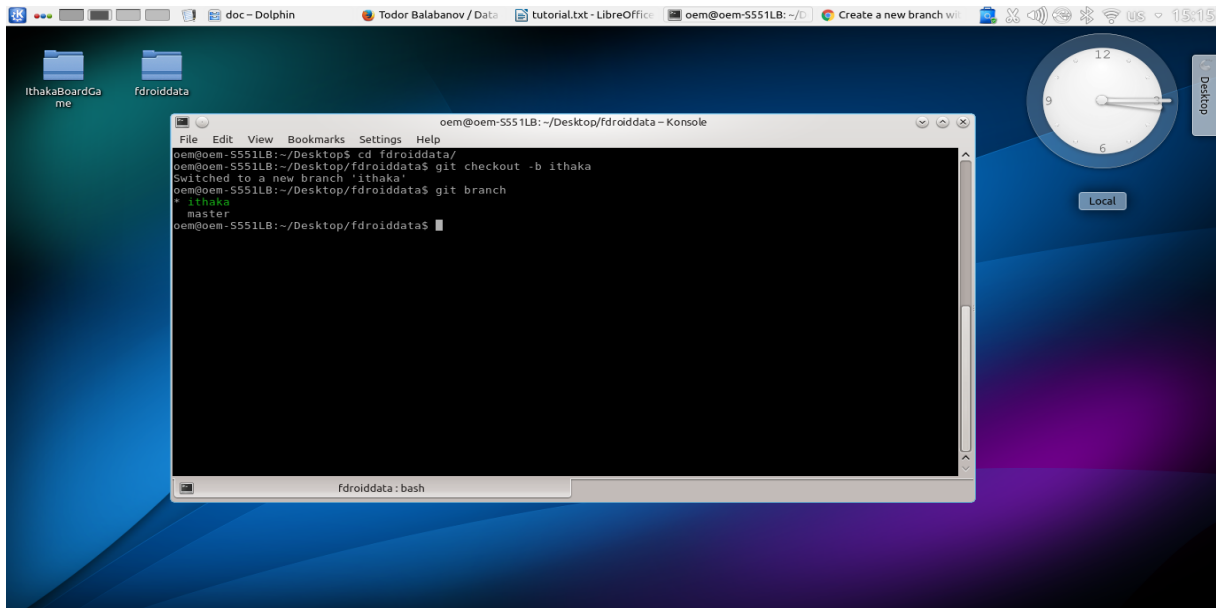 doc – Dolphin
Todor Balabanov / Data
tutorial.txt - LibreOffice
oem@oem-S551LB: ~/D
Create a new branch wi
us
15:15
IthakaBoardGa
me
fdroiddata
12
3
6
9
Desktop
Local
oem@oem-S551LB: ~/Desktop/fdroiddata – Konsole
File Edit View Bookmarks Settings Help
oem@oem-S551LB:~/Desktop$ cd fdroiddata/
oem@oem-S551LB:~/Desktop/fdroiddata$ git checkout -b ithaka
Switched to a new branch 'ithaka'
oem@oem-S551LB:~/Desktop/fdroiddata$ git branch
* ithaka
  master
oem@oem-S551LB:~/Desktop/fdroiddata$
fdroiddata : bash